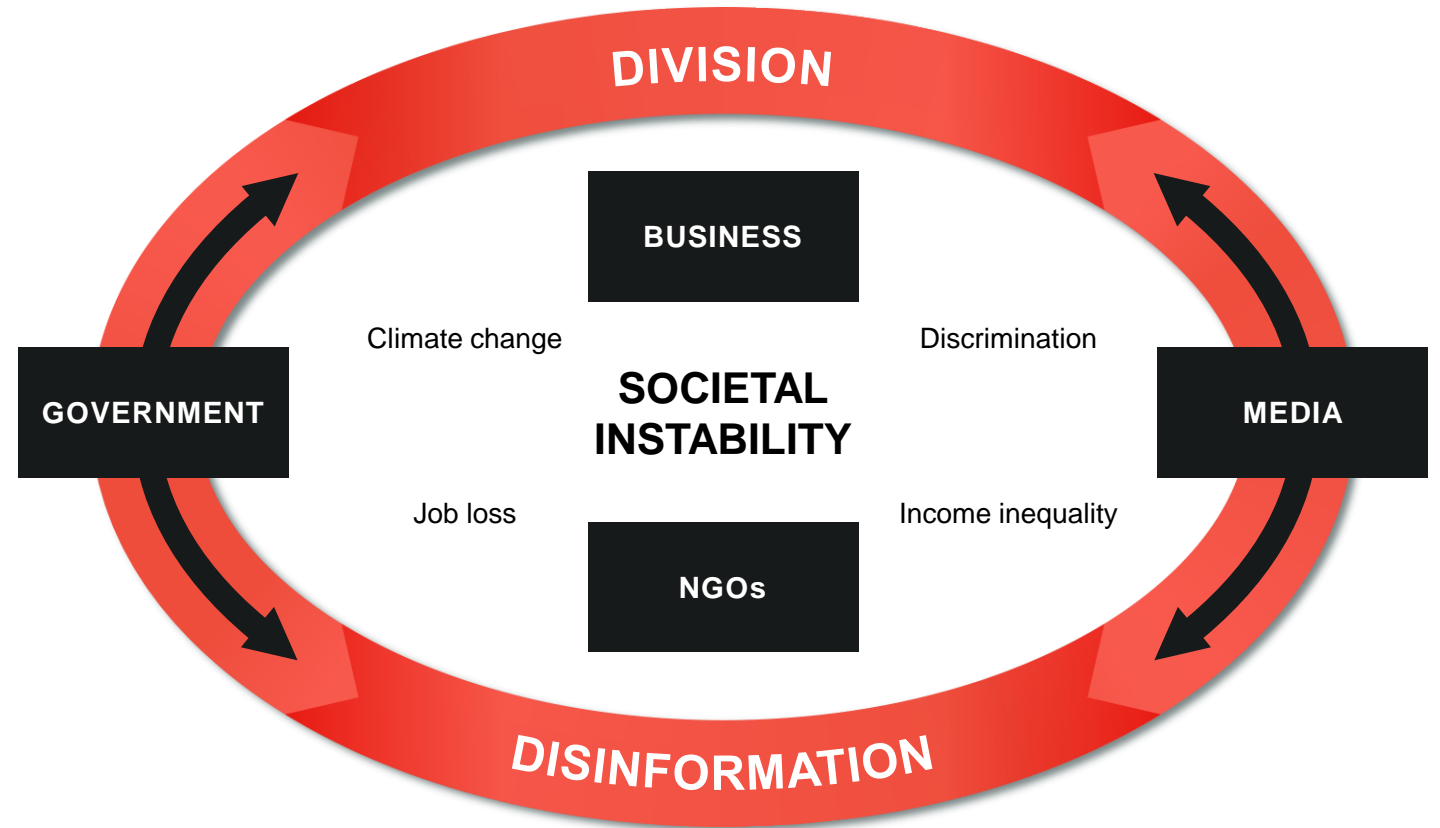 DIVISION
BUSINESS
Climate change
Discrimination
SOCIETAL
INSTABILITY
GOVERNMENT
MEDIA
Job loss
Income inequality
NGOs
DISINFORMATION